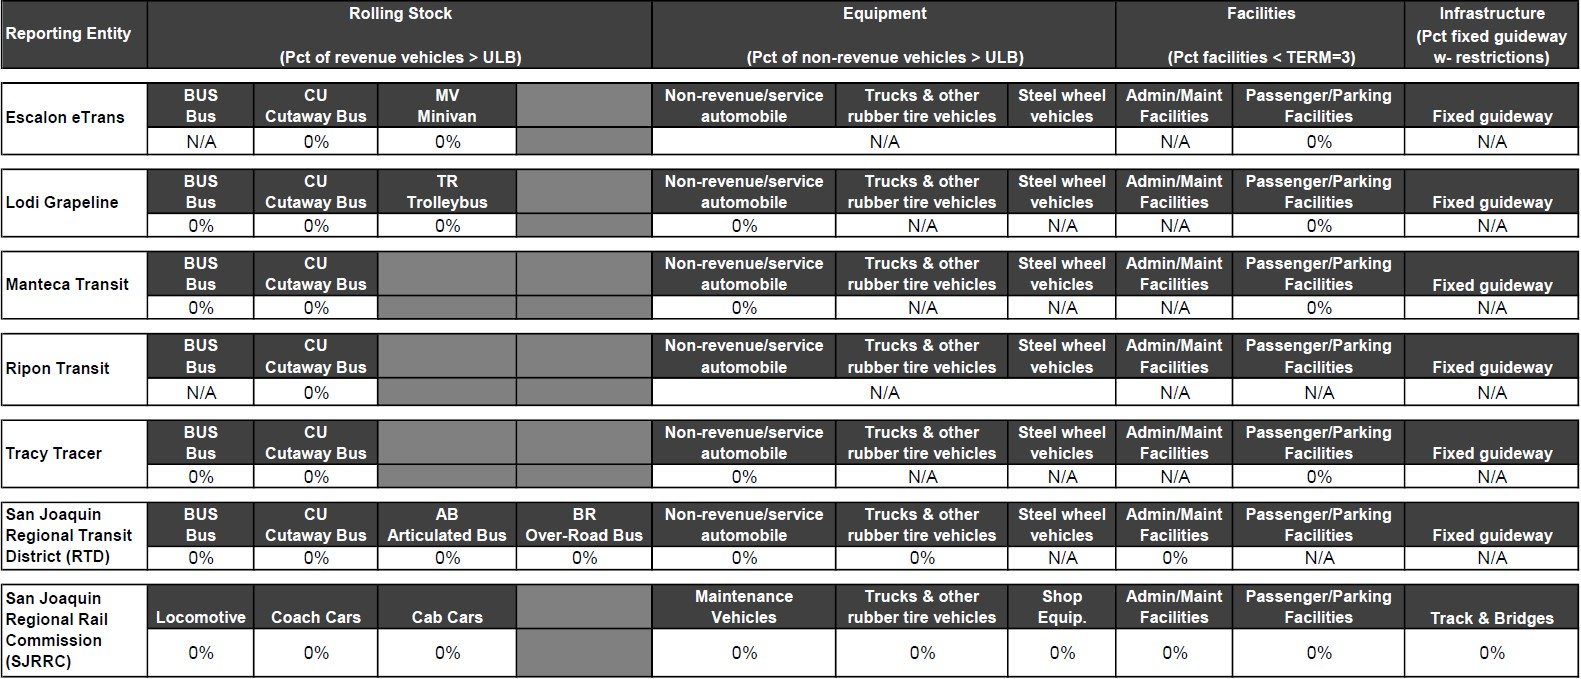 Reporting Entity
Rolling Stock
(Pct of revenue vehicles > ULB)
Equipment
(Pct of non-revenue vehicles > ULB)
Facilities
(Pct facilities < TERM=3)
Infrastructure
(Pct fixed guideway
w- restrictions)
Escalon eTrans
BUS
Bus
CU
Cutaway Bus
MV
Minivan
Non-revenue/service
automobile
Trucks & other
rubber tire vehicles
Steel wheel
vehicles
Admin/Maint
Facilities
Passenger/Parking
Facilities
Fixed guideway
N/A 0% 0% N/A N/A 0% N/A
Lodi Grapeline
BUS
Bus
CU
Cutaway Bus
TR
Trolleybus
Non-revenue/service
automobile
Trucks & other
rubber tire vehicles
Steel wheel
vehicles
Admin/Maint
Facilities
Passenger/Parking
Facilities
Fixed guideway
0% 0% 0% 0% N/A N/A N/A 0% N/A
Manteca Transit
BUS
Bus
CU
Cutaway Bus
Non-revenue/service
automobile
Trucks & other
rubber tire vehicles
Steel wheel
vehicles
Admin/Maint
Facilities
Passenger/Parking
Facilities
Fixed guideway
0% 0% 0% N/A N/A N/A 0% N/A
Ripon Transit
BUS
Bus
CU
Cutaway Bus
Non-revenue/service
automobile
Trucks & other
rubber tire vehicles
Steel wheel
vehicles
Admin/Maint
Facilities
Passenger/Parking
Facilities
Fixed guideway
N/A 0% N/A N/A N/A N/A
Tracy Tracer
BUS
Bus
CU
Cutaway Bus
Non-revenue/service
automobile
Trucks & other
rubber tire vehicles
Steel wheel
vehicles
Admin/Maint
Facilities
Passenger/Parking
Facilities
Fixed guideway
0% 0% 0% N/A N/A N/A 0% N/A
San Joaquin
Regional Transit
District (RTD)
BUS
Bus
CU
Cutaway Bus
AB
Articulated Bus
BR
Over-Road Bus
Non-revenue/service
automobile
Trucks & other
rubber tire vehicles
Steel wheel
vehicles
Admin/Maint
Facilities
Passenger/Parking
Facilities
Fixed guideway
0% 0% 0% 0% 0% 0% N/A 0% N/A N/A
San Joaquin
Regional Rail
Commission
(SJRRC)
Locomotive
Coach Cars
Cab Cars
Maintenance
Vehicles
Trucks & other
rubber tire vehicles
Shop
Equip.
Admin/Maint
Facilities
Passenger/Parking
Facilities
Track & Bridges
0% 0% 0% 0% 0% 0% 0% 0% 0%